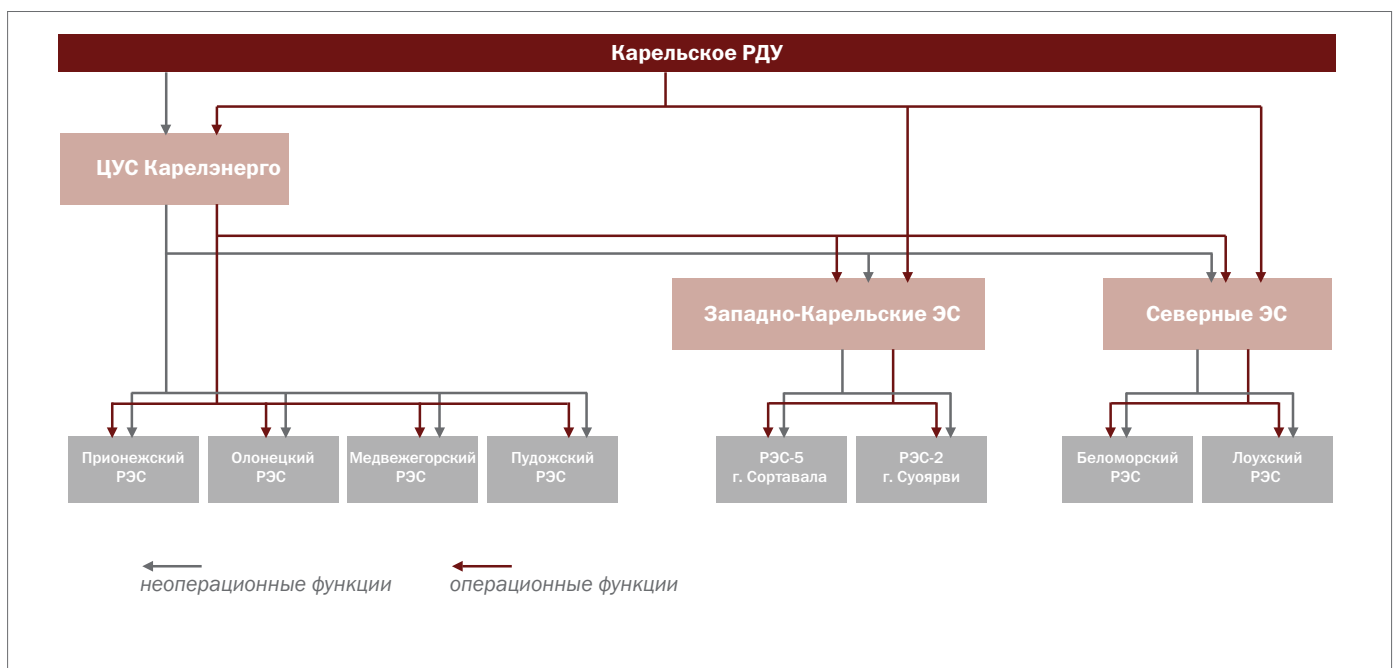 Карельское РДУ
ЦУС Карелэнерго
Западно-Карельские ЭС
Северные ЭС
Прионежский
РЭС
Олонецкий
РЭС
Медвежегорский
РЭС
Пудожский
РЭС
РЭС-5
г. Сортавала
РЭС-2
г. Суоярви
Беломорский
РЭС
Лоухский
РЭС
неоперационные функции
операционные функции